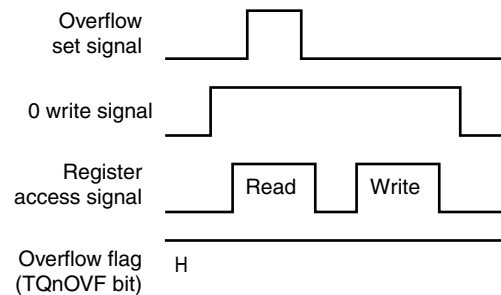 Overflow
set signal
0 write signal
Register
access signal
Read
Write
Overflow flag
(TQnOVF bit)
H